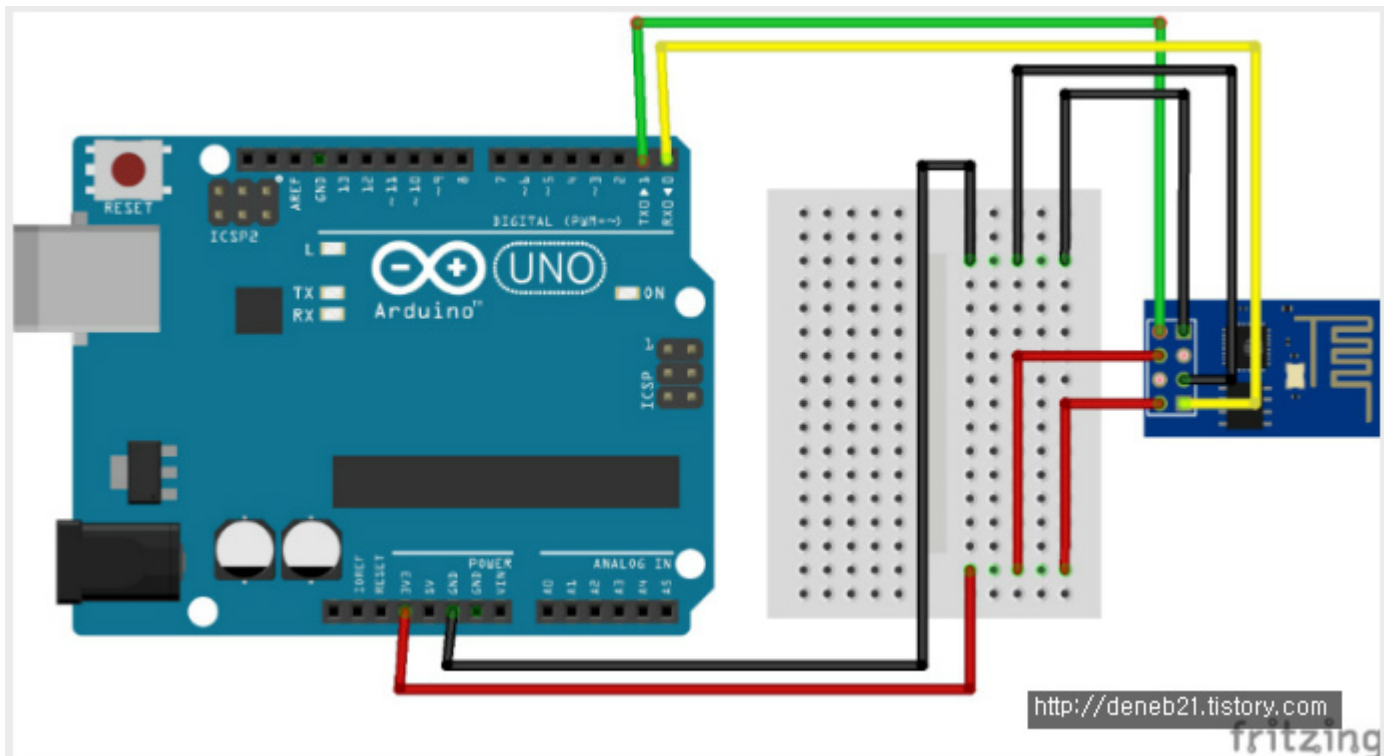 RESET
ICSP2
AREF
GND
13
12
~11
~10
~9
8
7
~6
~5
4
~3
2
TX0▸1
RX0◂0
DIGITAL (PWM=~)
L
TX
RX
Arduino™
UNO
ON
1
ICSP
IOREF
RESET
3V3
5V
GND
GND
VIN
POWER
ANALOG IN
A0
A1
A2
A3
A4
A5
http://deneb21.tistory.com
fritzing